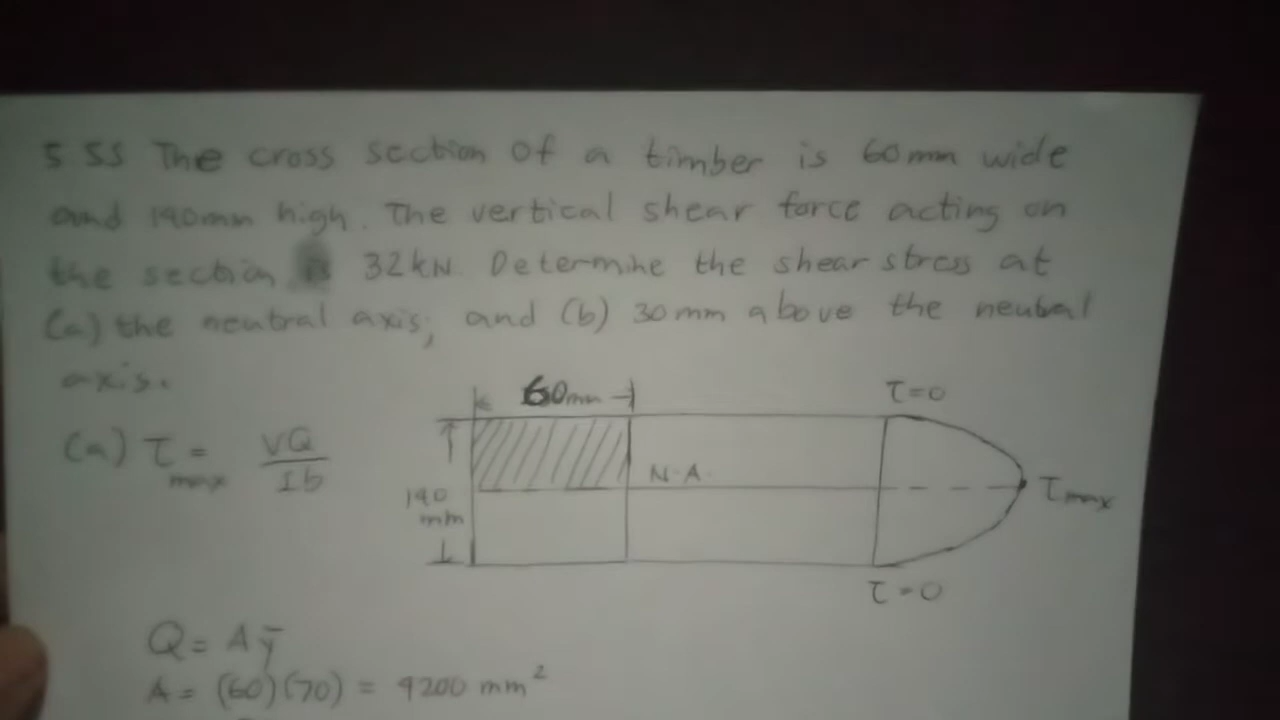 5 55 The cross section of a timber is 60mm wide
and 140mm high. The vertical shear force acting on
the section is 32kN. Determine the shear stress at
(a) the neutral axis, and (b) 30mm above the neutral
axis.
60mm
τ=0
(a) τmax = VQ/Ib
N.A.
140
mm
τmax
τ=0
Q = Aȳ
A = (60)(70) = 4200 mm²